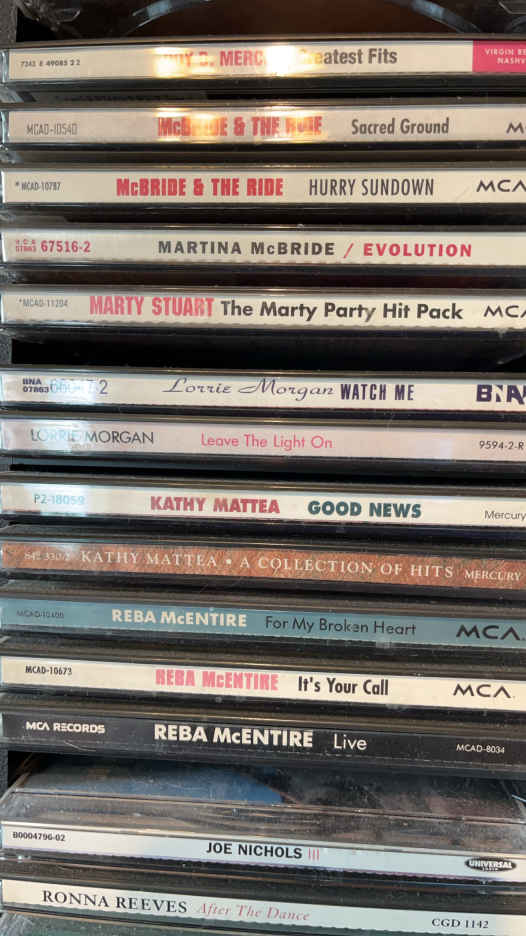 7243 8 49085 2 2 Greatest Fits VIRGIN
MCAD-10540 McBRIDE & THE RIDE Sacred Ground
*MCAD-10787 McBRIDE & THE RIDE HURRY SUNDOWN MCA
07863 67516-2 MARTINA McBRIDE / EVOLUTION
*MCAD-11204 MARTY STUART The Marty Party Hit Pack
BNA 07863 Lorrie Morgan WATCH ME BNA
LORRIE MORGAN Leave The Light On 9594-2-R
P2-18059 KATHY MATTEA GOOD NEWS Mercury
KATHY MATTEA • A COLLECTION OF HITS MERCURY
MCAD-10400 REBA McENTIRE For My Broken Heart MCA
MCAD-10673 REBA McENTIRE It's Your Call MCA
MCA RECORDS REBA McENTIRE Live MCAD-8034
B0004796-02 JOE NICHOLS III UNIVERSAL SOUTH
RONNA REEVES After The Dance CGD 1142